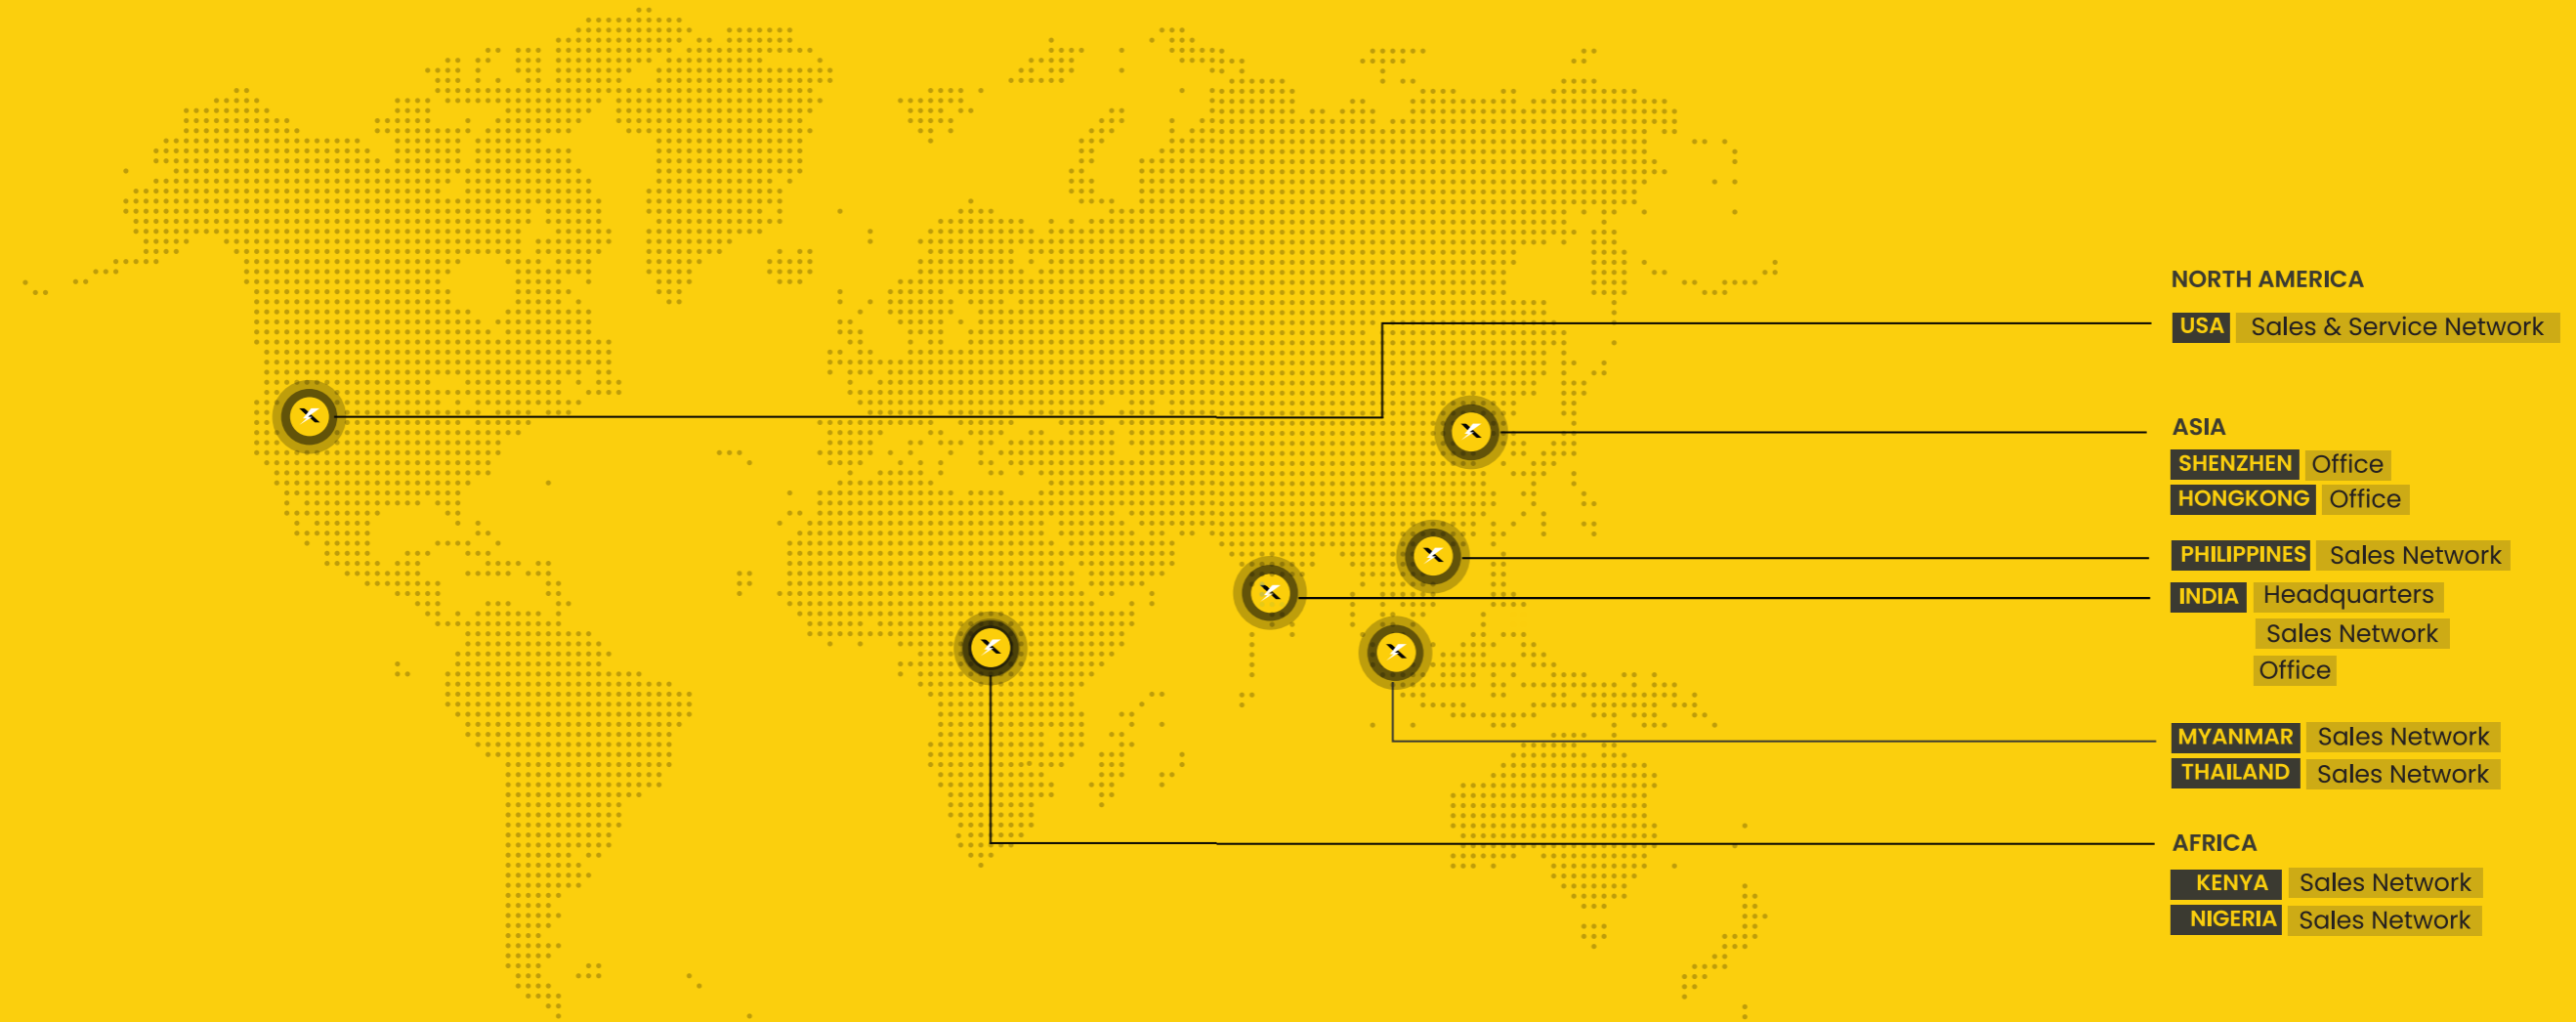 NORTH AMERICA
USA Sales & Service Network
ASIA
SHENZHEN Office
HONGKONG Office
PHILIPPINES Sales Network
INDIA Headquarters
Sales Network
Office
MYANMAR Sales Network
THAILAND Sales Network
AFRICA
KENYA Sales Network
NIGERIA Sales Network